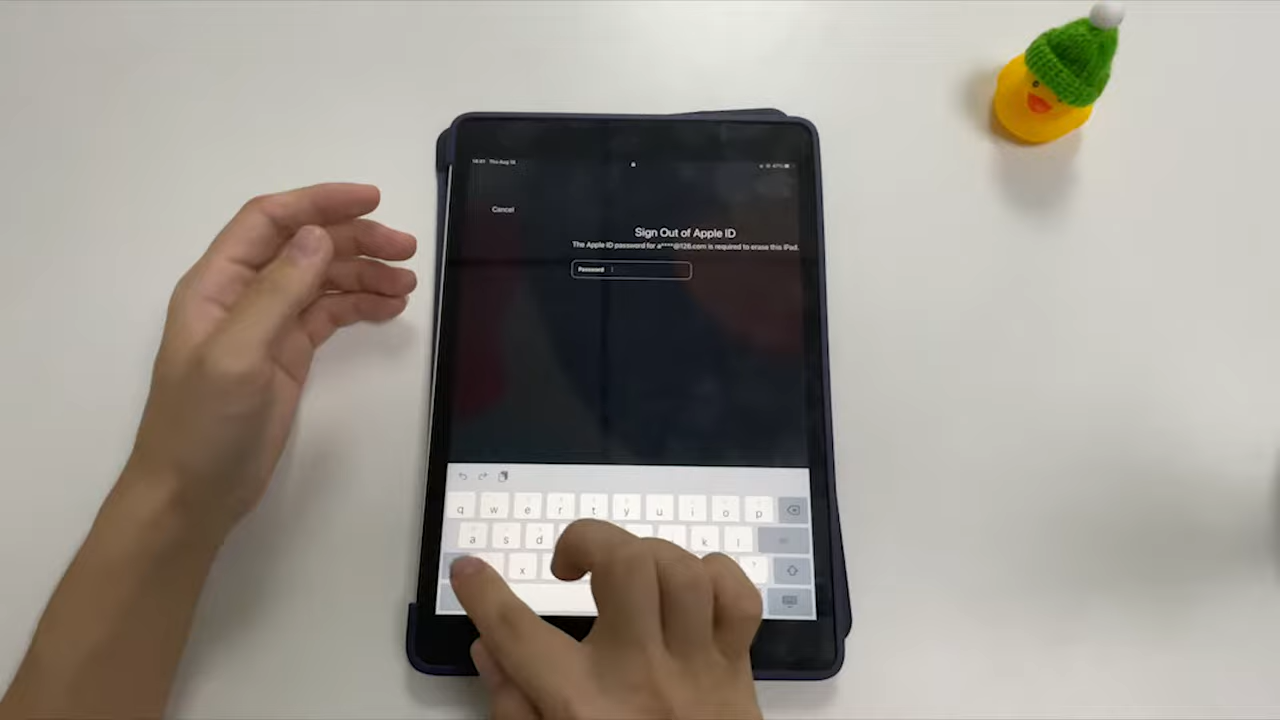 Cancel
Sign Out of Apple ID
The Apple ID password for a****@126.com is required to erase this iPad.
Password
q w e r t y u i o p
a s d k l
x